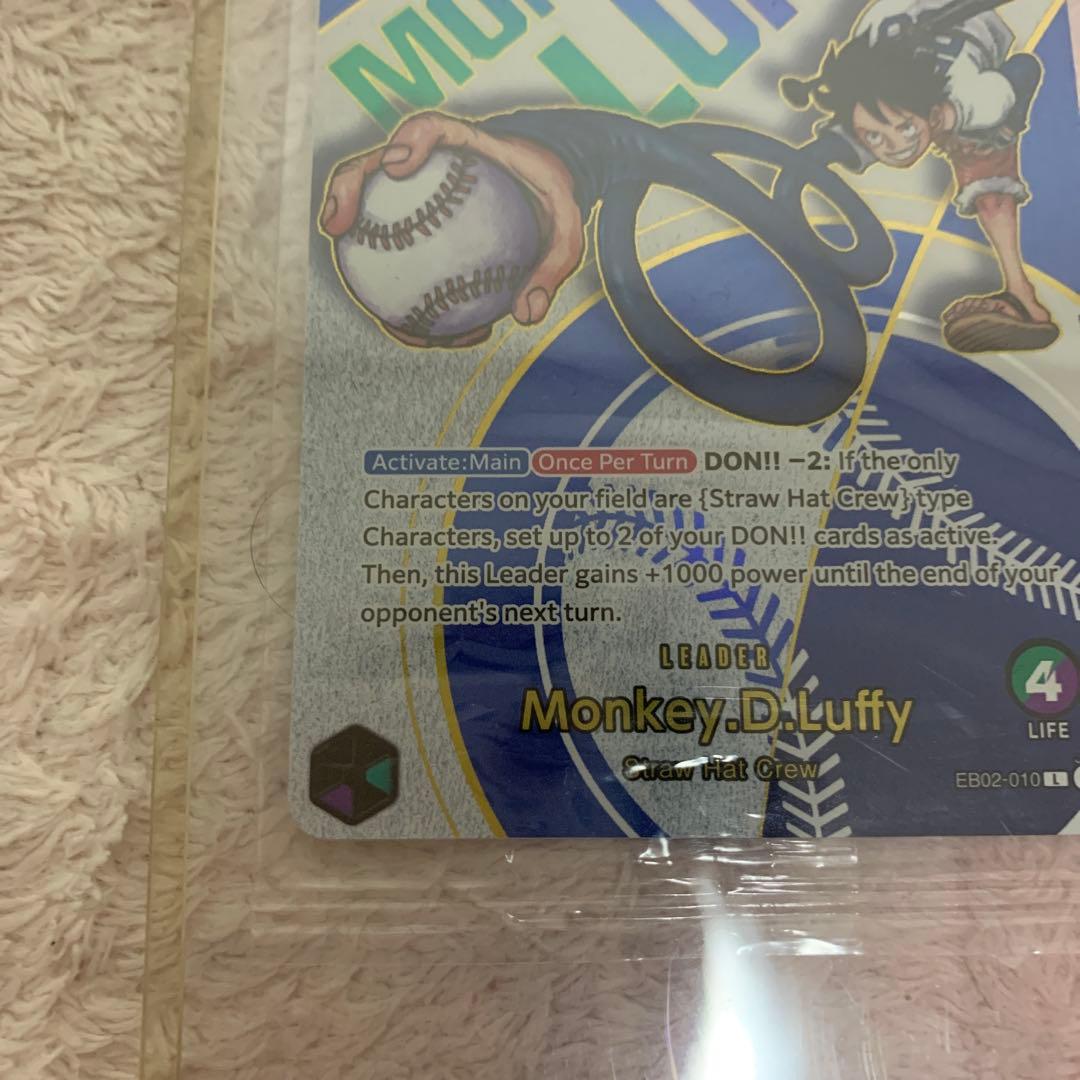 Activate:Main Once Per Turn DON!! −2: If the only
Characters on your field are {Straw Hat Crew} type
Characters, set up to 2 of your DON!! cards as active.
Then, this Leader gains +1000 power until the end of your
opponent's next turn.
LEADER
Monkey.D.Luffy
4
LIFE
Straw Hat Crew
EB02-010 L